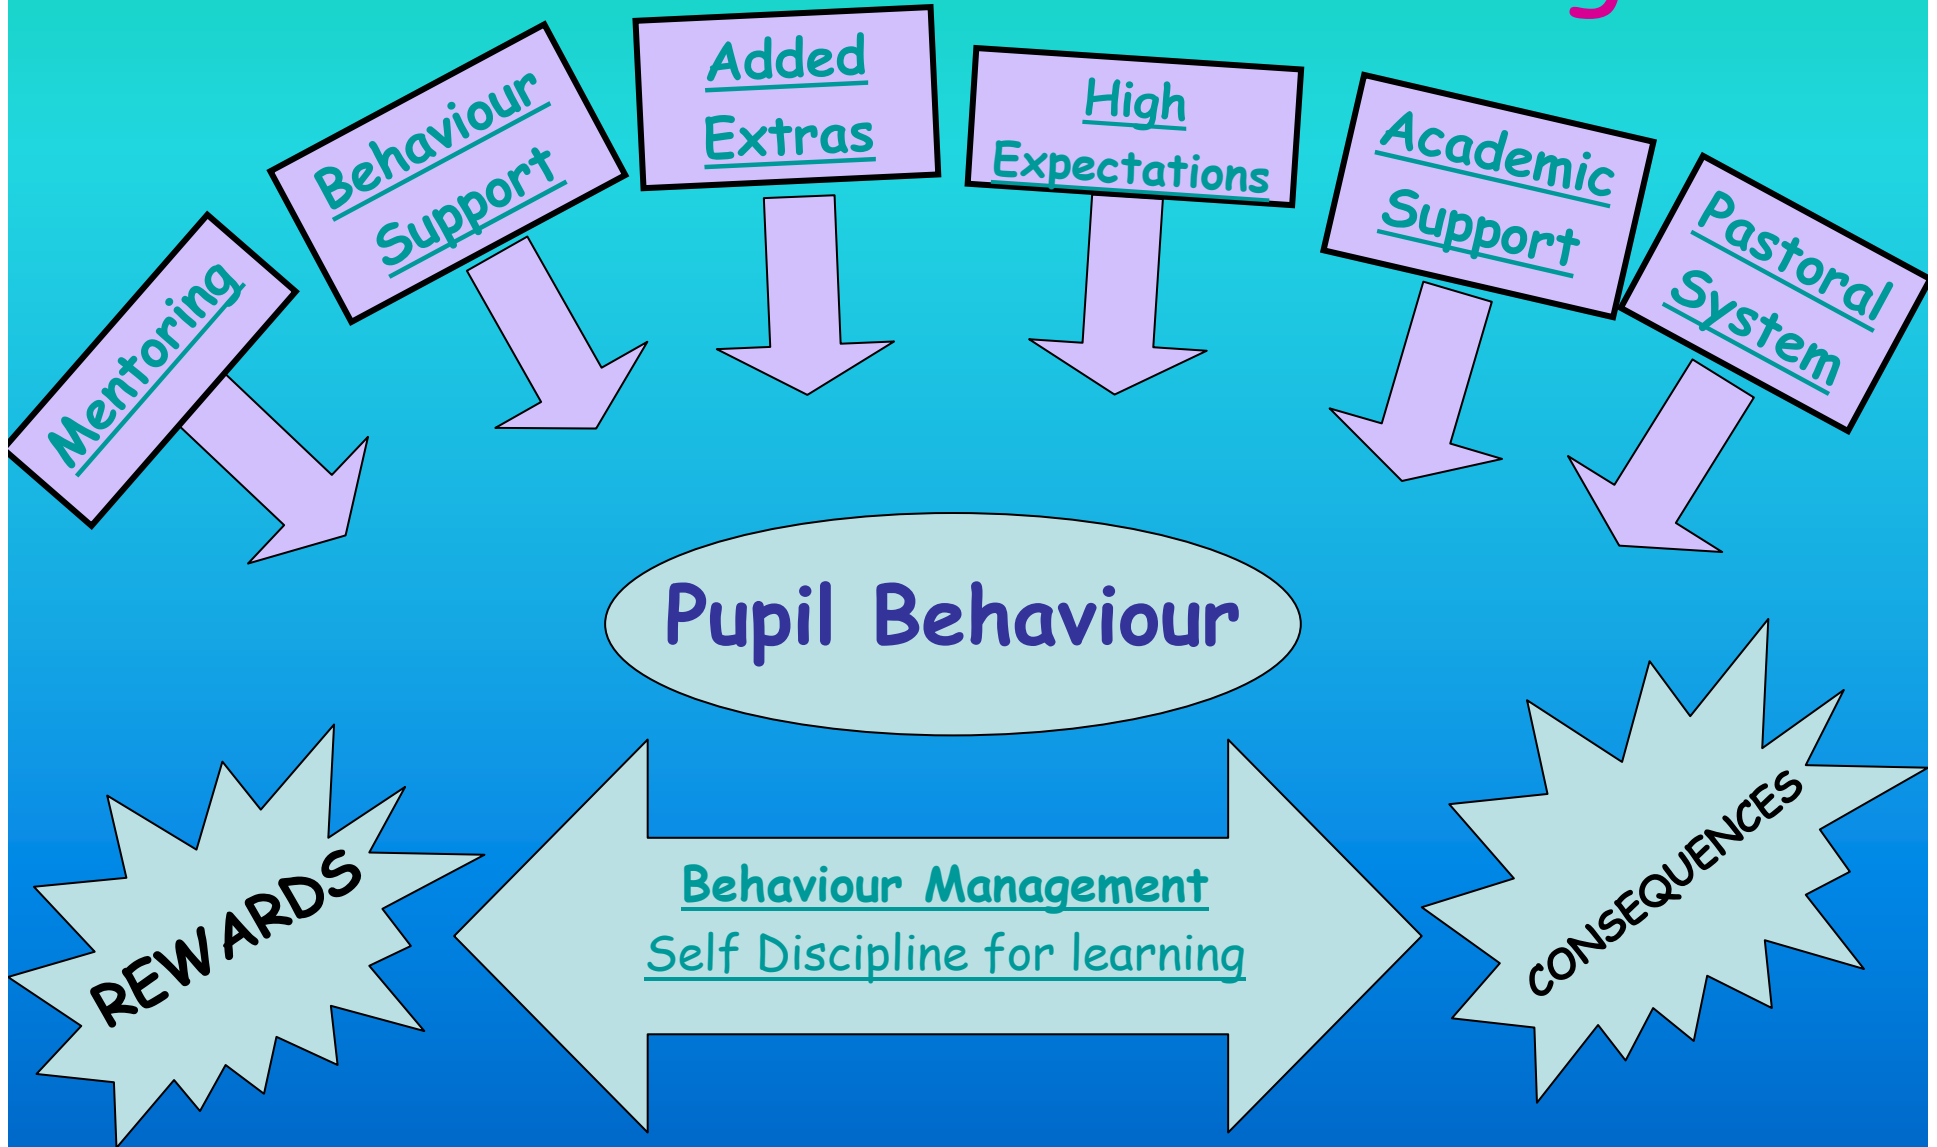 Mentoring
Behaviour
Support
Added
Extras
High
Expectations
Academic
Support
Pastoral
System
Pupil Behaviour
REWARDS
Behaviour Management
Self Discipline for learning
CONSEQUENCES